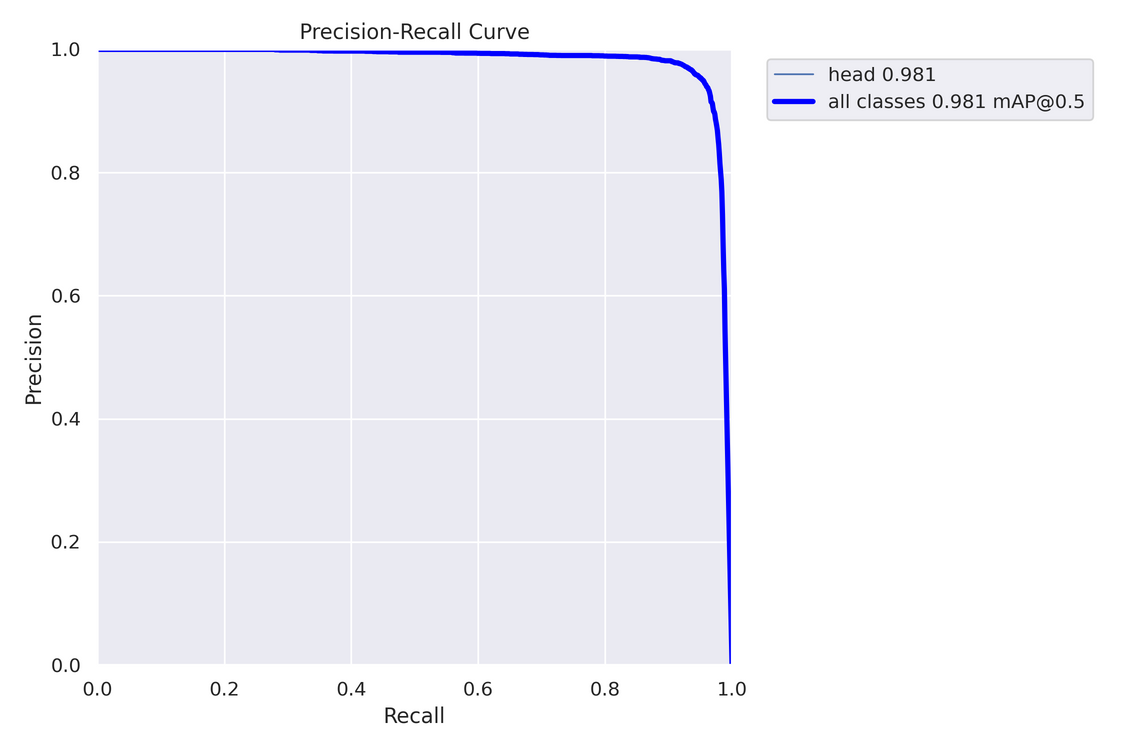 Precision-Recall Curve
1.0
0.8
0.6
0.4
0.2
0.0
Precision
0.0 0.2 0.4 0.6 0.8 1.0
Recall
head 0.981
all classes 0.981 mAP@0.5